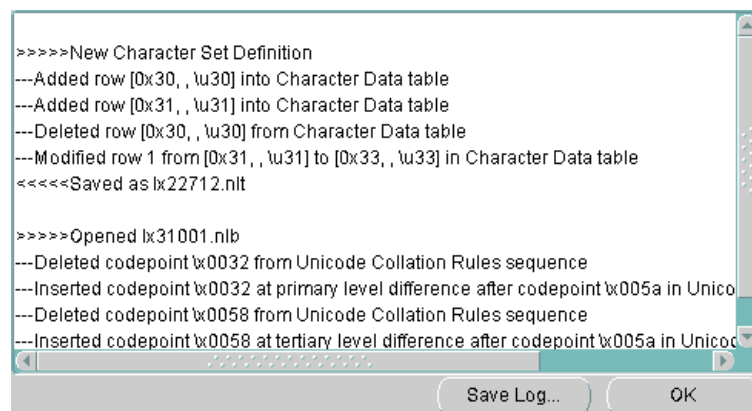 >>>>>New Character Set Definition
---Added row [0x30, , \u30] into Character Data table
---Added row [0x31, , \u31] into Character Data table
---Deleted row [0x30, , \u30] from Character Data table
---Modified row 1 from [0x31, , \u31] to [0x33, , \u33] in Character Data table
<<<<<Saved as lx22712.nlt
>>>>>Opened lx31001.nlb
---Deleted codepoint \x0032 from Unicode Collation Rules sequence
---Inserted codepoint \x0032 at primary level difference after codepoint \x005a in Unico
---Deleted codepoint \x0058 from Unicode Collation Rules sequence
---Inserted codepoint \x0058 at tertiary level difference after codepoint \x005a in Unicod
Save Log... OK